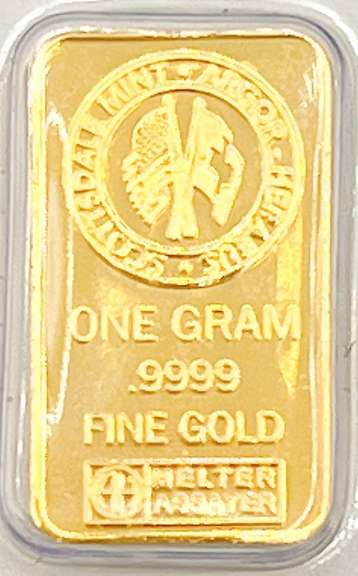 SCOTTSDALE MINT * ARGOR-HERAEUS *
ONE GRAM
.9999
FINE GOLD
MELTER
ASSAYER